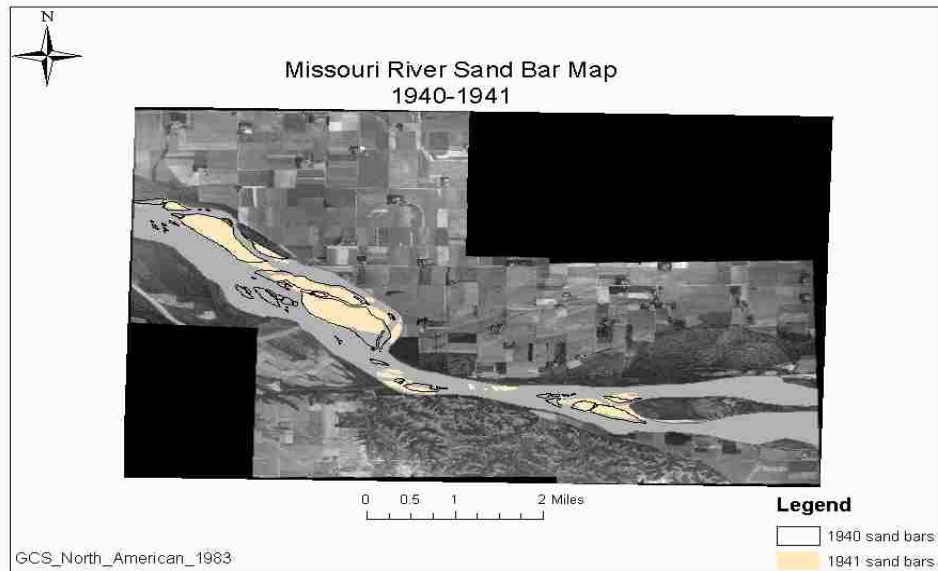 N
Missouri River Sand Bar Map
1940-1941
0 0.5 1 2 Miles
Legend
1940 sand bars
1941 sand bars
GCS_North_American_1983